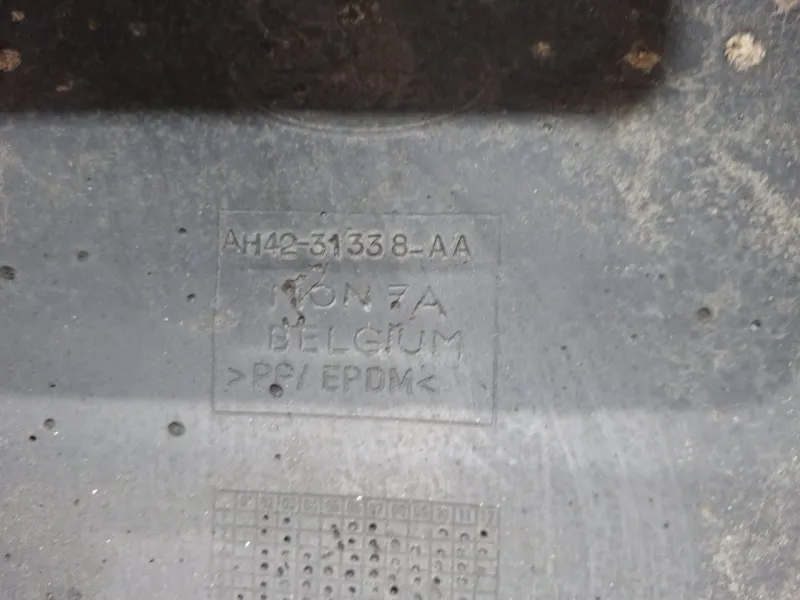 AH42-31338-AA
MONZA
BELGIUM
>PP/EPDM<